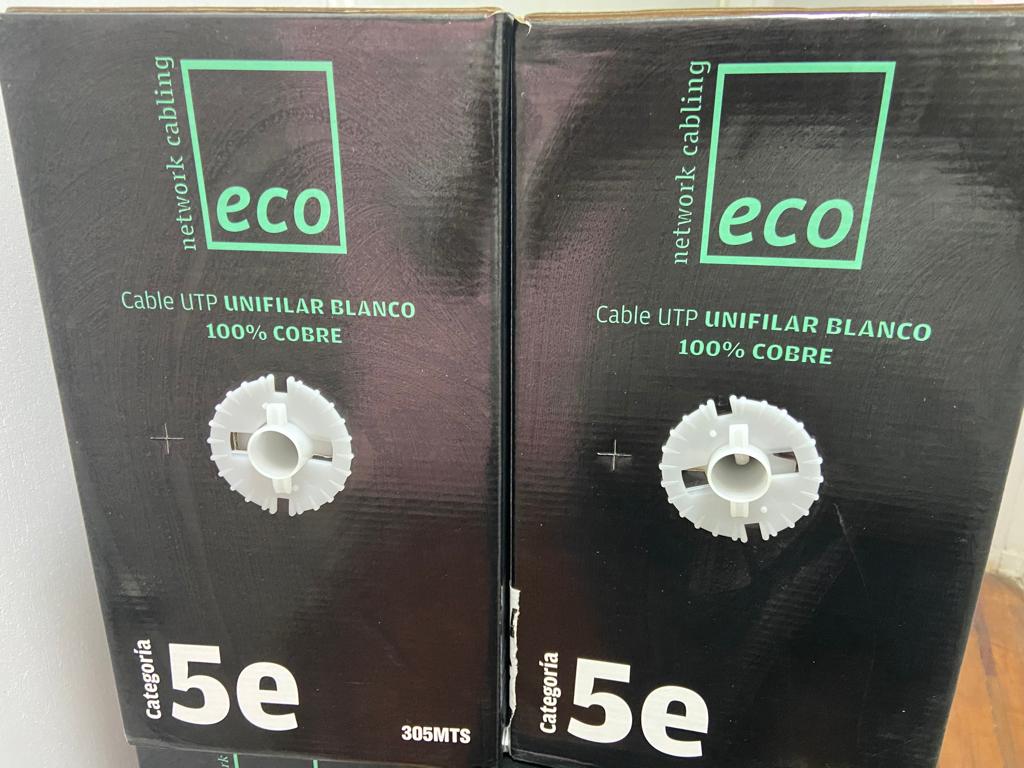 network cabling
eco
Cable UTP UNIFILAR BLANCO
100% COBRE
Categoría
5e
305MTS
network cabling
eco
Cable UTP UNIFILAR BLANCO
100% COBRE
Categoría
5e